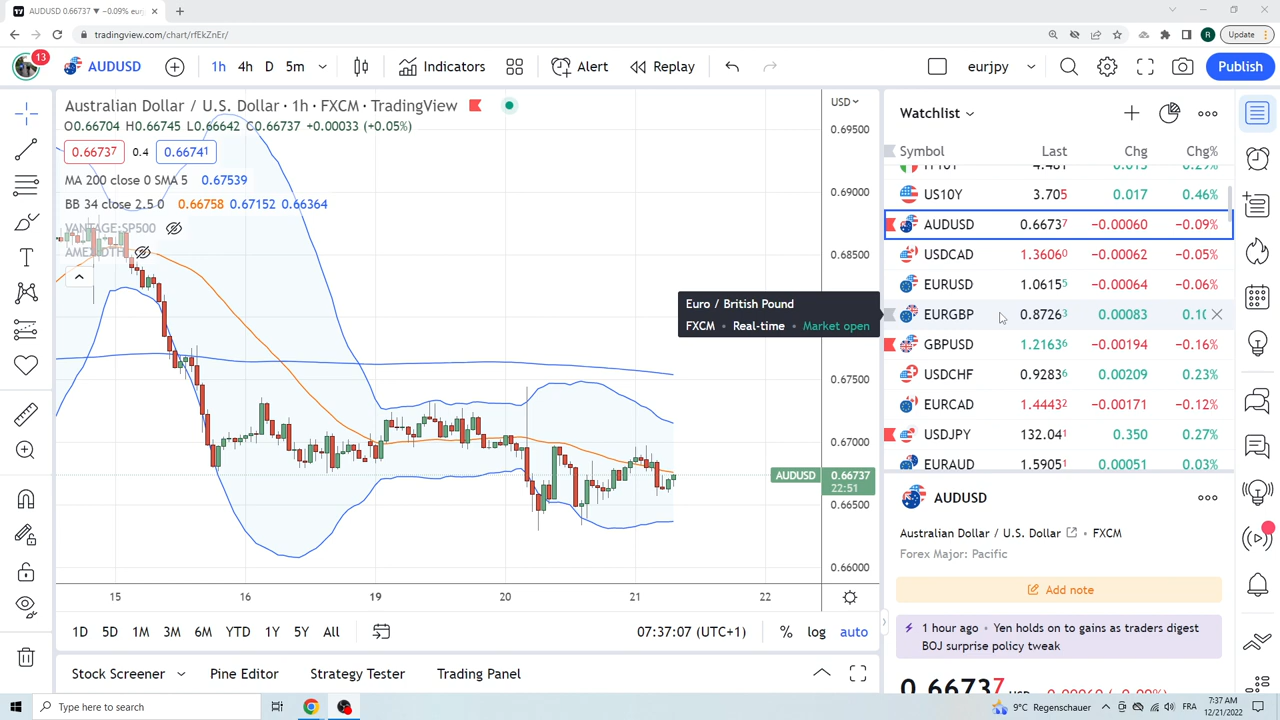 AUDUSD 0.66737 ▼ −0.09% eurj
tradingview.com/chart/rfEkZnEr/
R
Update
13
AUDUSD
1h 4h D 5m
Indicators
Alert
Replay
eurjpy
Publish
Australian Dollar / U.S. Dollar · 1h · FXCM · TradingView
O0.66704 H0.66745 L0.66642 C0.66737 +0.00033 (+0.05%)
0.66737 0.4 0.66741
MA 200 close 0 SMA 5 0.67539
BB 34 close 2.5 0 0.66758 0.67152 0.66364
VANTAGE:SP500
USD
0.69500
0.69000
0.68500
0.67500
0.67000
AUDUSD 0.66737
22:51
0.66500
0.66000
15 16 19 20 21 22
1D 5D 1M 3M 6M YTD 1Y 5Y All
07:37:07 (UTC+1)
% log auto
Stock Screener
Pine Editor
Strategy Tester
Trading Panel
Watchlist
Symbol Last Chg Chg%
US10Y 3.705 0.017 0.46%
AUDUSD 0.66737 −0.00060 −0.09%
USDCAD 1.36060 −0.00062 −0.05%
EURUSD 1.06155 −0.00064 −0.06%
EURGBP 0.87263 0.00083 0.10
GBPUSD 1.21636 −0.00194 −0.16%
USDCHF 0.92836 0.00209 0.23%
EURCAD 1.44432 −0.00171 −0.12%
USDJPY 132.041 0.350 0.27%
EURAUD 1.59051 0.00051 0.03%
Euro / British Pound
FXCM • Real-time • Market open
AUDUSD
Australian Dollar / U.S. Dollar • FXCM
Forex Major: Pacific
Add note
1 hour ago • Yen holds on to gains as traders digest
BOJ surprise policy tweak
0.66737
Type here to search
9°C Regenschauer
FRA
7:37 AM
12/21/2022